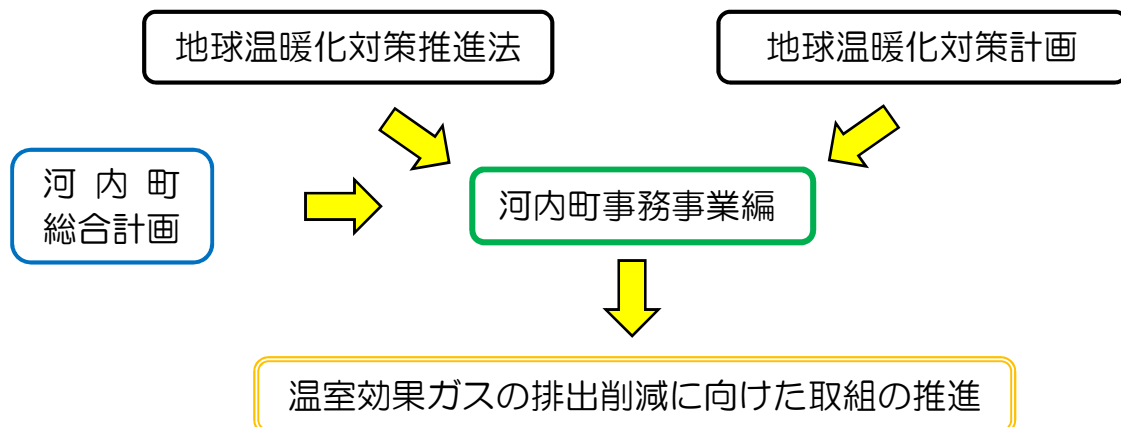 地球温暖化対策推進法
地球温暖化対策計画
河 内 町
総合計画
河内町事務事業編
温室効果ガスの排出削減に向けた取組の推進